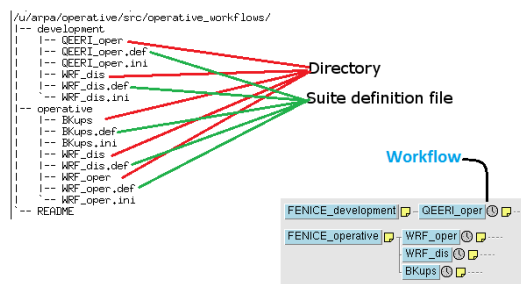 /u/arpa/operative/src/operative_workflows/
|-- development
|   |-- QEERI_oper
|   |-- QEERI_oper.def
|   |-- QEERI_oper.ini
|   |-- WRF_dis
|   |-- WRF_dis.def
|   `-- WRF_dis.ini
|-- operative
|   |-- BKups
|   |-- BKups.def
|   |-- BKups.ini
|   |-- WRF_dis
|   |-- WRF_dis.def
|   |-- WRF_oper
|   |-- WRF_oper.def
|   `-- WRF_oper.ini
`-- README
Directory
Suite definition file
Workflow
FENICE_development QEERI_oper
FENICE_operative WRF_oper
WRF_dis
BKups